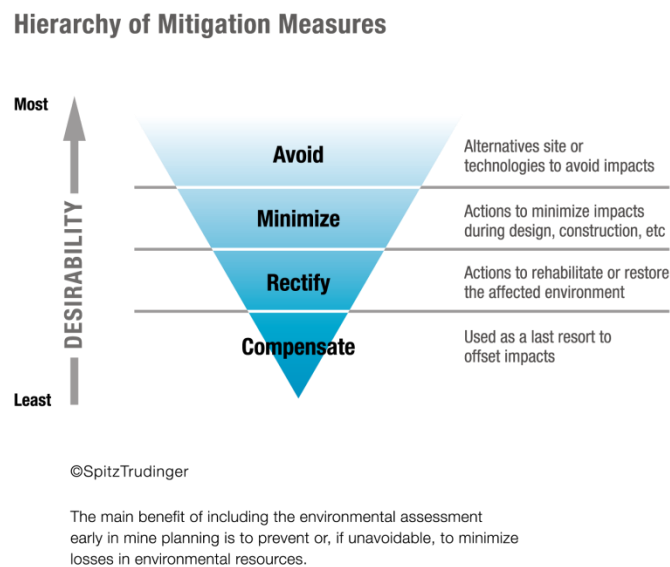 Hierarchy of Mitigation Measures
Most
DESIRABILITY
Least
Avoid
Alternatives site or
technologies to avoid impacts
Minimize
Actions to minimize impacts
during design, construction, etc
Rectify
Actions to rehabilitate or restore
the affected environment
Compensate
Used as a last resort to
offset impacts
©SpitzTrudinger
The main benefit of including the environmental assessment
early in mine planning is to prevent or, if unavoidable, to minimize
losses in environmental resources.